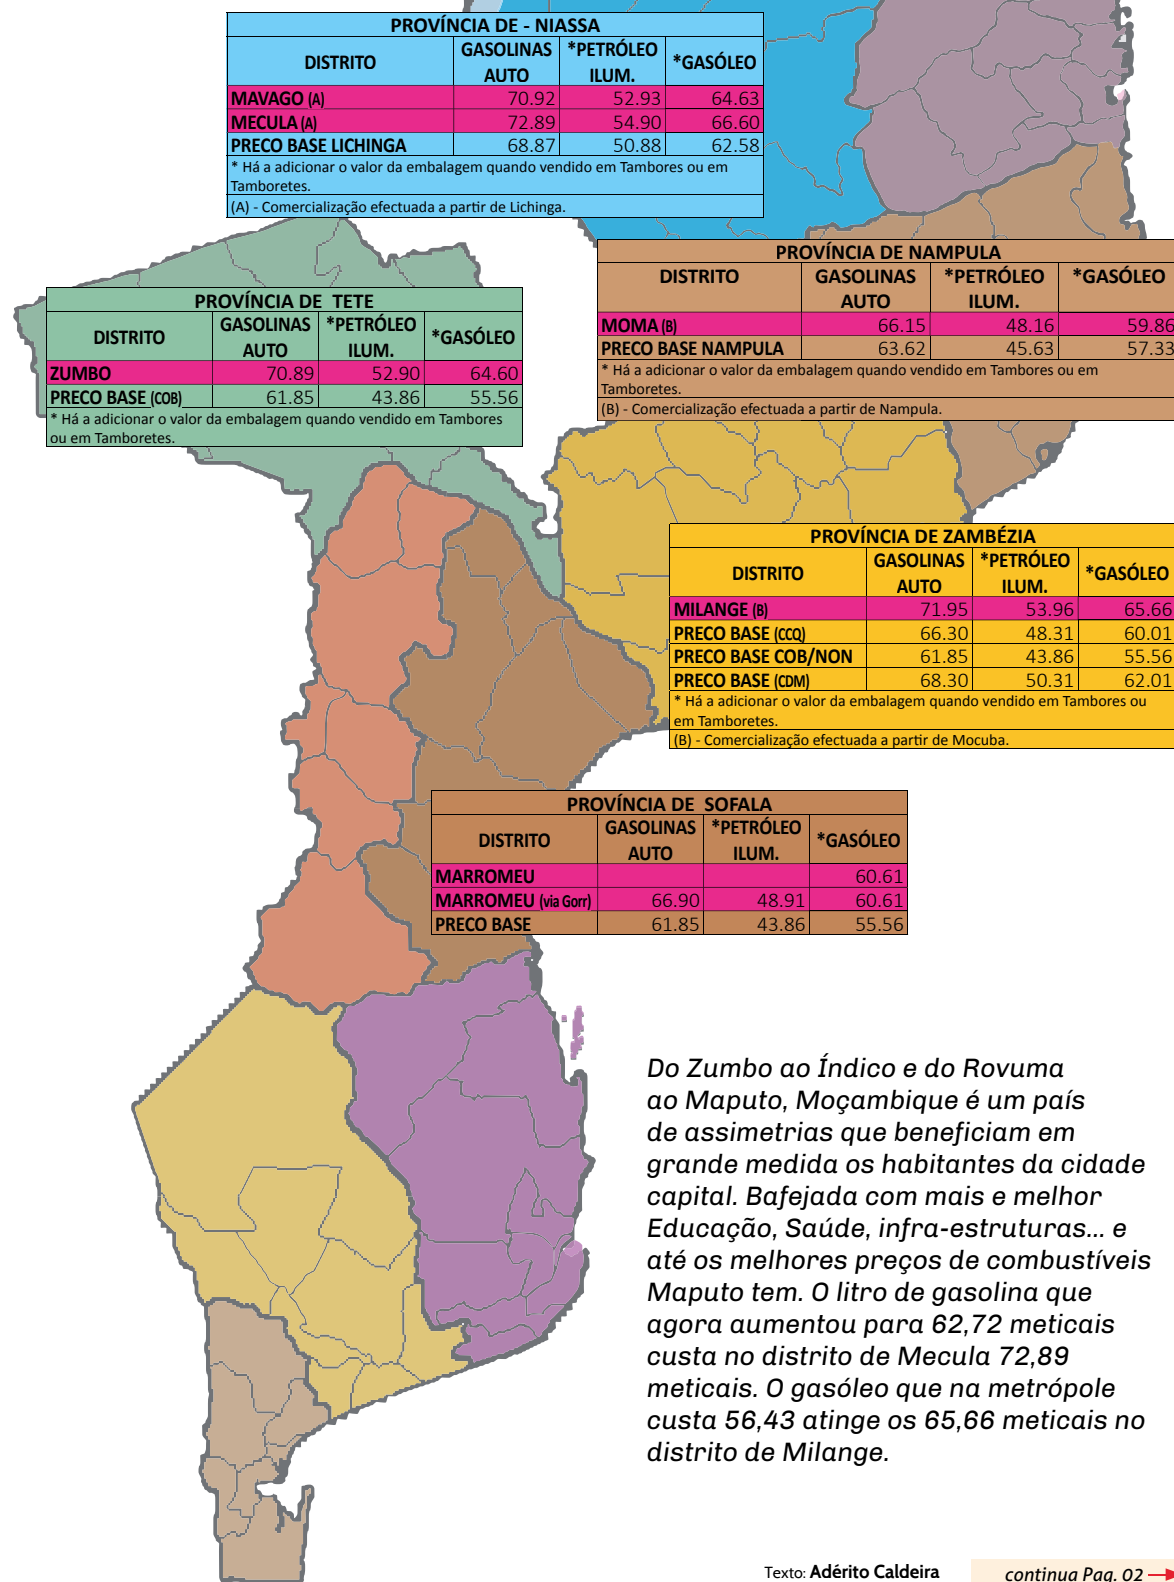 PROVÍNCIA DE - NIASSA
DISTRITO GASOLINAS AUTO *PETRÓLEO ILUM. *GASÓLEO
MAVAGO (A) 70.92 52.93 64.63
MECULA (A) 72.89 54.90 66.60
PRECO BASE LICHINGA 68.87 50.88 62.58
* Há a adicionar o valor da embalagem quando vendido em Tambores ou em
Tamboretes.
(A) - Comercialização efectuada a partir de Lichinga.
PROVÍNCIA DE NAMPULA
DISTRITO GASOLINAS AUTO *PETRÓLEO ILUM. *GASÓLEO
MOMA (B) 66.15 48.16 59.86
PRECO BASE NAMPULA 63.62 45.63 57.33
* Há a adicionar o valor da embalagem quando vendido em Tambores ou em
Tamboretes.
(B) - Comercialização efectuada a partir de Nampula.
PROVÍNCIA DE TETE
DISTRITO GASOLINAS AUTO *PETRÓLEO ILUM. *GASÓLEO
ZUMBO 70.89 52.90 64.60
PRECO BASE (COB) 61.85 43.86 55.56
* Há a adicionar o valor da embalagem quando vendido em Tambores
ou em Tamboretes.
PROVÍNCIA DE ZAMBÉZIA
DISTRITO GASOLINAS AUTO *PETRÓLEO ILUM. *GASÓLEO
MILANGE (B) 71.95 53.96 65.66
PRECO BASE (CCQ) 66.30 48.31 60.01
PRECO BASE COB/NON 61.85 43.86 55.56
PRECO BASE (CDM) 68.30 50.31 62.01
* Há a adicionar o valor da embalagem quando vendido em Tambores ou
em Tamboretes.
(B) - Comercialização efectuada a partir de Mocuba.
PROVÍNCIA DE SOFALA
DISTRITO GASOLINAS AUTO *PETRÓLEO ILUM. *GASÓLEO
MARROMEU 60.61
MARROMEU (via Gorr) 66.90 48.91 60.61
PRECO BASE 61.85 43.86 55.56
Do Zumbo ao Índico e do Rovuma
ao Maputo, Moçambique é um país
de assimetrias que beneficiam em
grande medida os habitantes da cidade
capital. Bafejada com mais e melhor
Educação, Saúde, infra-estruturas... e
até os melhores preços de combustíveis
Maputo tem. O litro de gasolina que
agora aumentou para 62,72 meticais
custa no distrito de Mecula 72,89
meticais. O gasóleo que na metrópole
custa 56,43 atinge os 65,66 meticais no
distrito de Milange.
Texto: Adérito Caldeira
continua Pag. 02